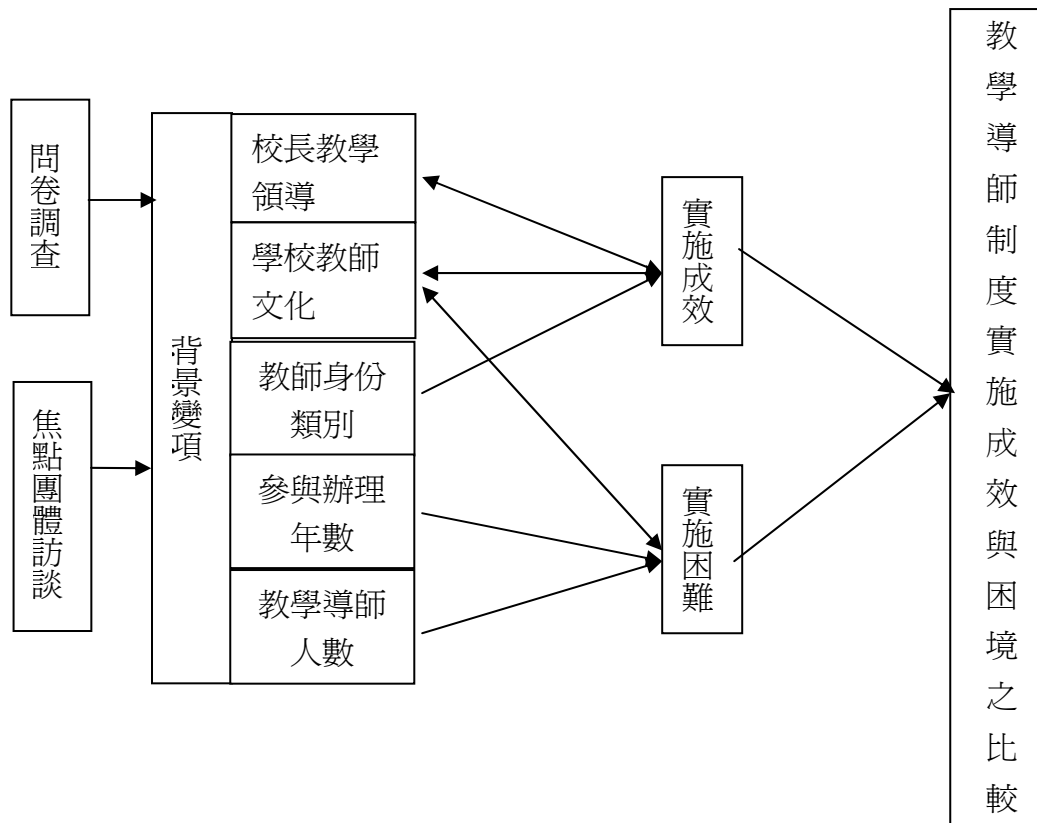 問卷調查
焦點團體訪談
背景變項
校長教學
領導
學校教師
文化
教師身份
類別
參與辦理
年數
教學導師
人數
實施成效
實施困難
教學導師制度實施成效與困境之比較